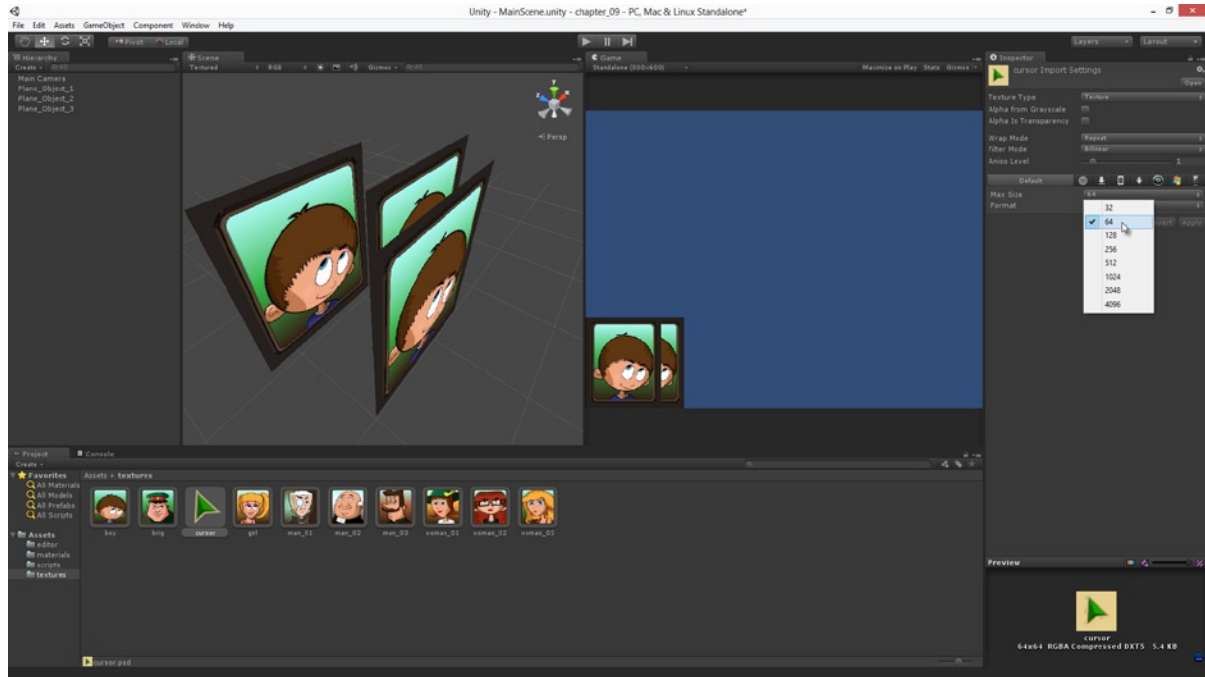 Unity - MainScene.unity - chapter_09 - PC, Mac & Linux Standalone*
File Edit Assets GameObject Component Window Help
Pivot Local
Layers Layout
Hierarchy
Create All
Main Camera
Plane_Object_1
Plane_Object_2
Plane_Object_3
Scene
Textured RGB Gizmos All
y
x
z
Persp
Game
Standalone (800x600) Maximize on Play Stats Gizmos
Inspector
cursor Import Settings
Open
Texture Type Texture
Alpha from Grayscale
Alpha Is Transparency
Wrap Mode Repeat
Filter Mode Bilinear
Aniso Level 1
Default
Max Size 64
Format
Apply
32
64
128
256
512
1024
2048
4096
Project Console
Create
Favorites
All Materials
All Models
All Prefabs
All Scripts
Assets
editor
materials
scripts
textures
Assets textures
boy brig cursor girl man_01 man_02 man_03 woman_01 woman_02 woman_03
cursor.psd
Preview
cursor
64x64 RGBA Compressed DXT5 5.4 KB